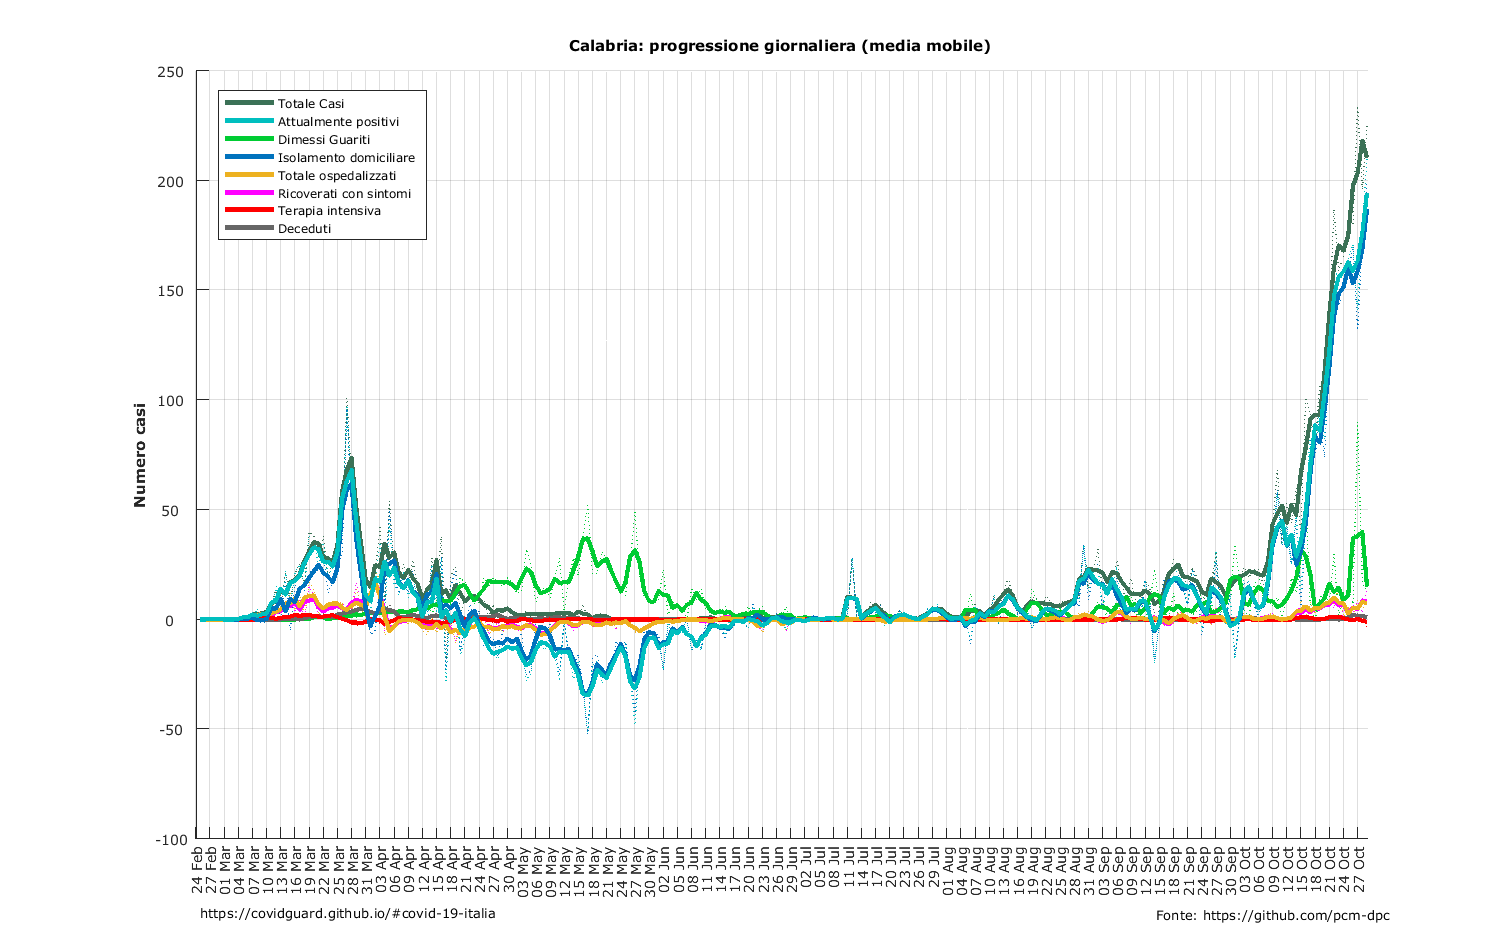 Calabria: progressione giornaliera (media mobile)
Numero casi
250
200
150
100
50
0
-50
-100
Totale Casi
Attualmente positivi
Dimessi Guariti
Isolamento domiciliare
Totale ospedalizzati
Ricoverati con sintomi
Terapia intensiva
Deceduti
24 Feb
27 Feb
01 Mar
04 Mar
07 Mar
10 Mar
13 Mar
16 Mar
19 Mar
22 Mar
25 Mar
28 Mar
31 Mar
03 Apr
06 Apr
09 Apr
12 Apr
15 Apr
18 Apr
21 Apr
24 Apr
27 Apr
30 Apr
03 May
06 May
09 May
12 May
15 May
18 May
21 May
24 May
27 May
30 May
02 Jun
05 Jun
08 Jun
11 Jun
14 Jun
17 Jun
20 Jun
23 Jun
26 Jun
29 Jun
02 Jul
05 Jul
08 Jul
11 Jul
14 Jul
17 Jul
20 Jul
23 Jul
26 Jul
29 Jul
01 Aug
04 Aug
07 Aug
10 Aug
13 Aug
16 Aug
19 Aug
22 Aug
25 Aug
28 Aug
31 Aug
03 Sep
06 Sep
09 Sep
12 Sep
15 Sep
18 Sep
21 Sep
24 Sep
27 Sep
30 Sep
03 Oct
06 Oct
09 Oct
12 Oct
15 Oct
18 Oct
21 Oct
24 Oct
27 Oct
https://covidguard.github.io/#covid-19-italia
Fonte: https://github.com/pcm-dpc